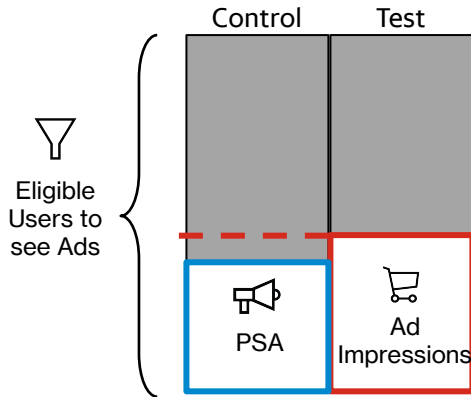 Control
Test
Eligible
Users to
see Ads
PSA
Ad
Impressions